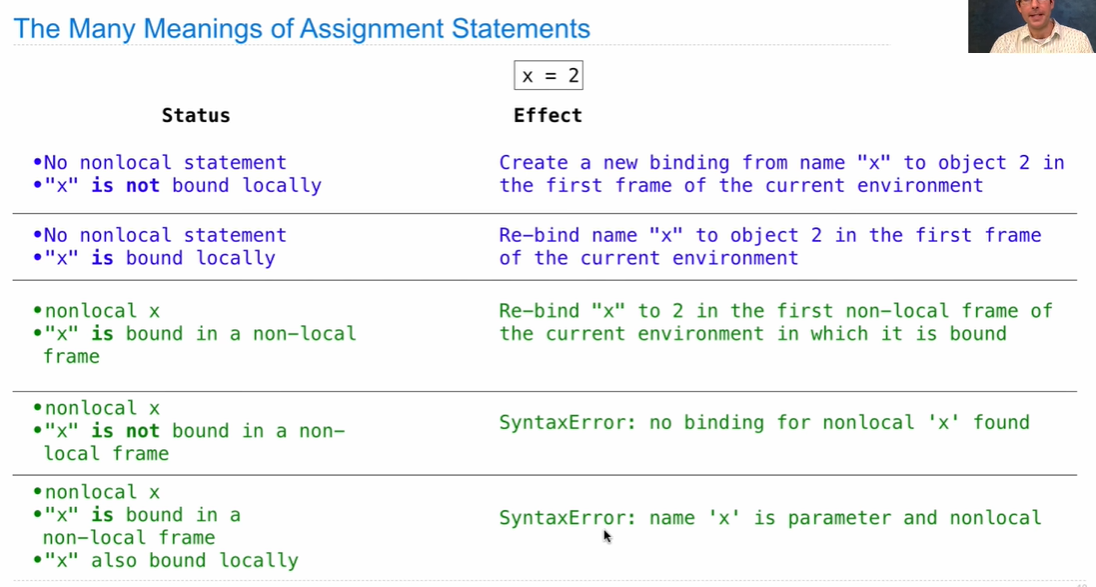 The Many Meanings of Assignment Statements
x = 2
Status
Effect
•No nonlocal statement
•"x" is not bound locally
Create a new binding from name "x" to object 2 in
the first frame of the current environment
•No nonlocal statement
•"x" is bound locally
Re-bind name "x" to object 2 in the first frame
of the current environment
•nonlocal x
•"x" is bound in a non-local
frame
Re-bind "x" to 2 in the first non-local frame of
the current environment in which it is bound
•nonlocal x
•"x" is not bound in a non-
local frame
SyntaxError: no binding for nonlocal 'x' found
•nonlocal x
•"x" is bound in a
non-local frame
•"x" also bound locally
SyntaxError: name 'x' is parameter and nonlocal